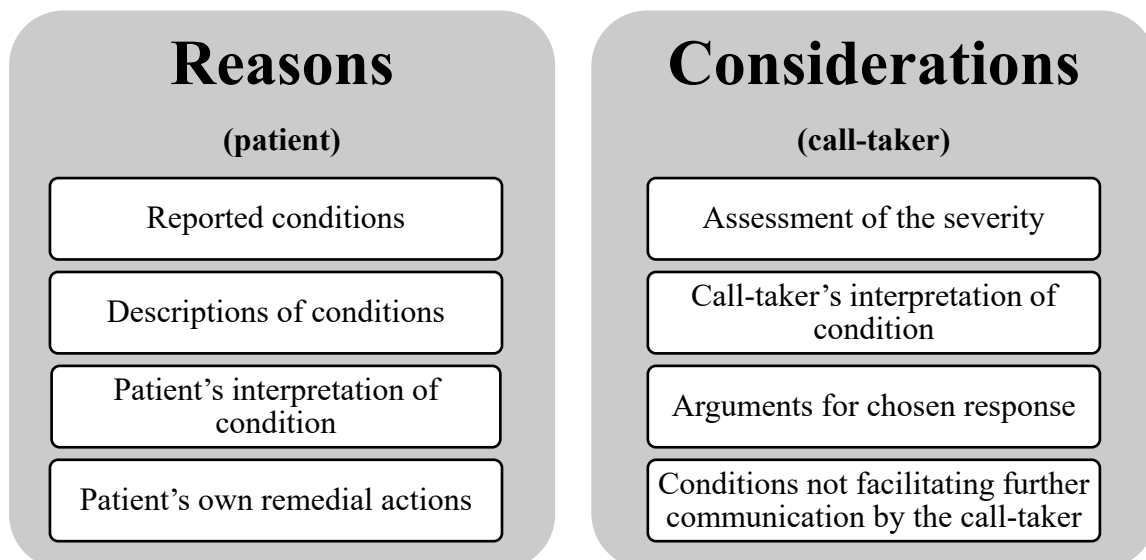 Reasons
(patient)
Reported conditions
Descriptions of conditions
Patient’s interpretation of
condition
Patient’s own remedial actions
Considerations
(call-taker)
Assessment of the severity
Call-taker’s interpretation of
condition
Arguments for chosen response
Conditions not facilitating further
communication by the call-taker